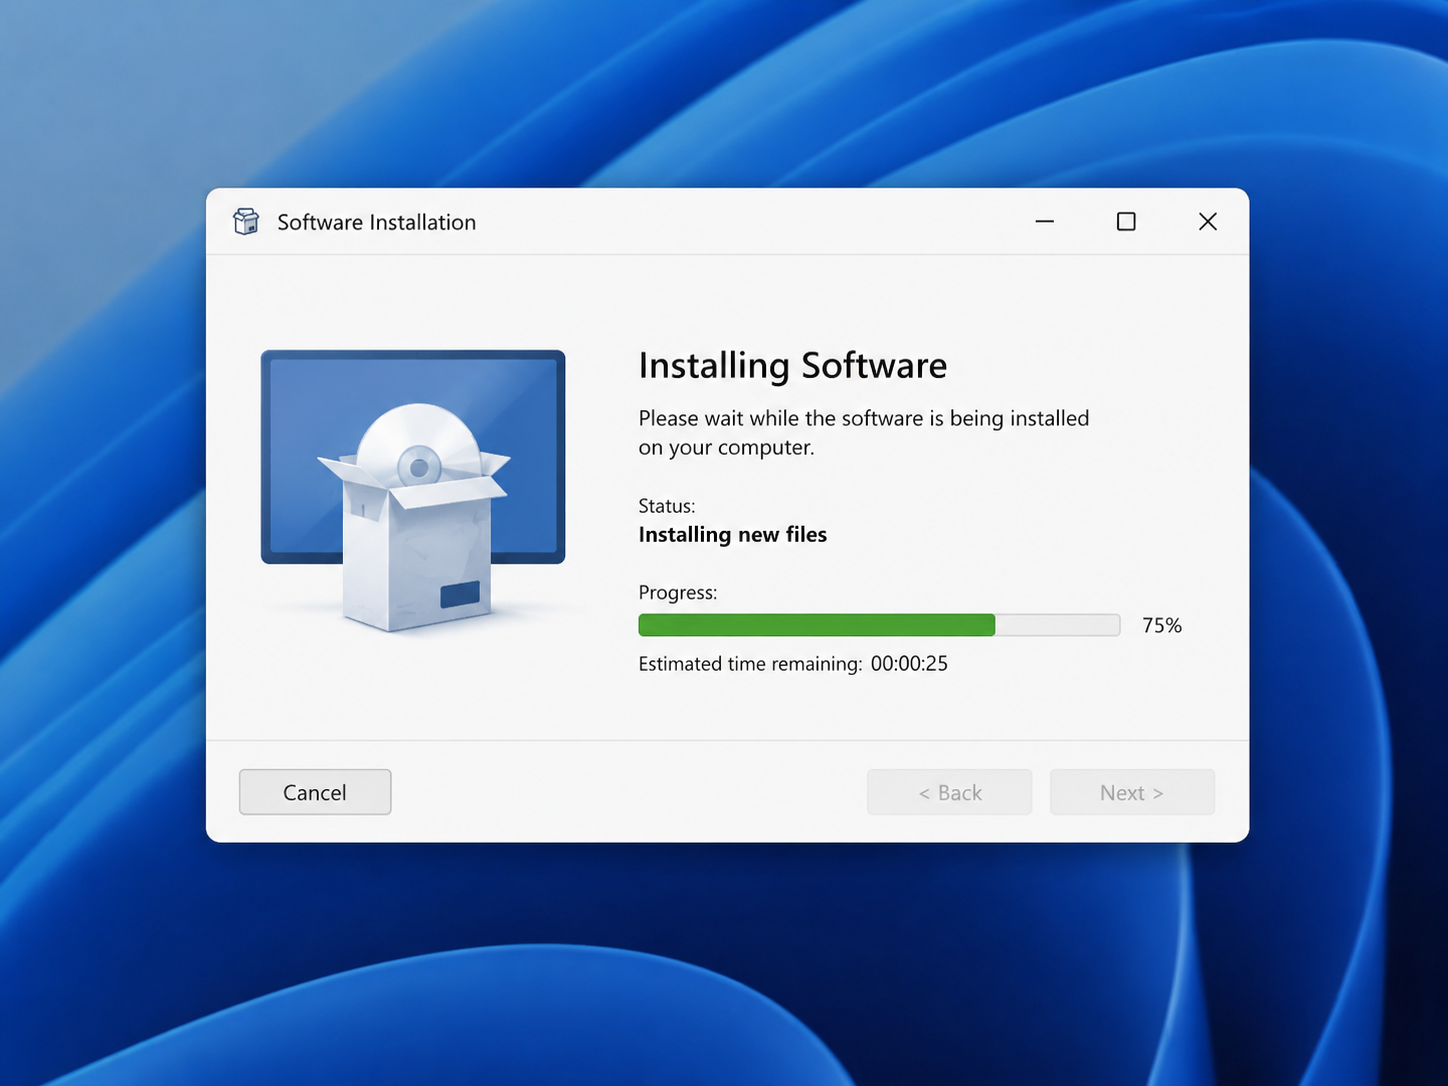 Software Installation
Installing Software
Please wait while the software is being installed
on your computer.
Status:
Installing new files
Progress:
75%
Estimated time remaining: 00:00:25
Cancel
< Back
Next >